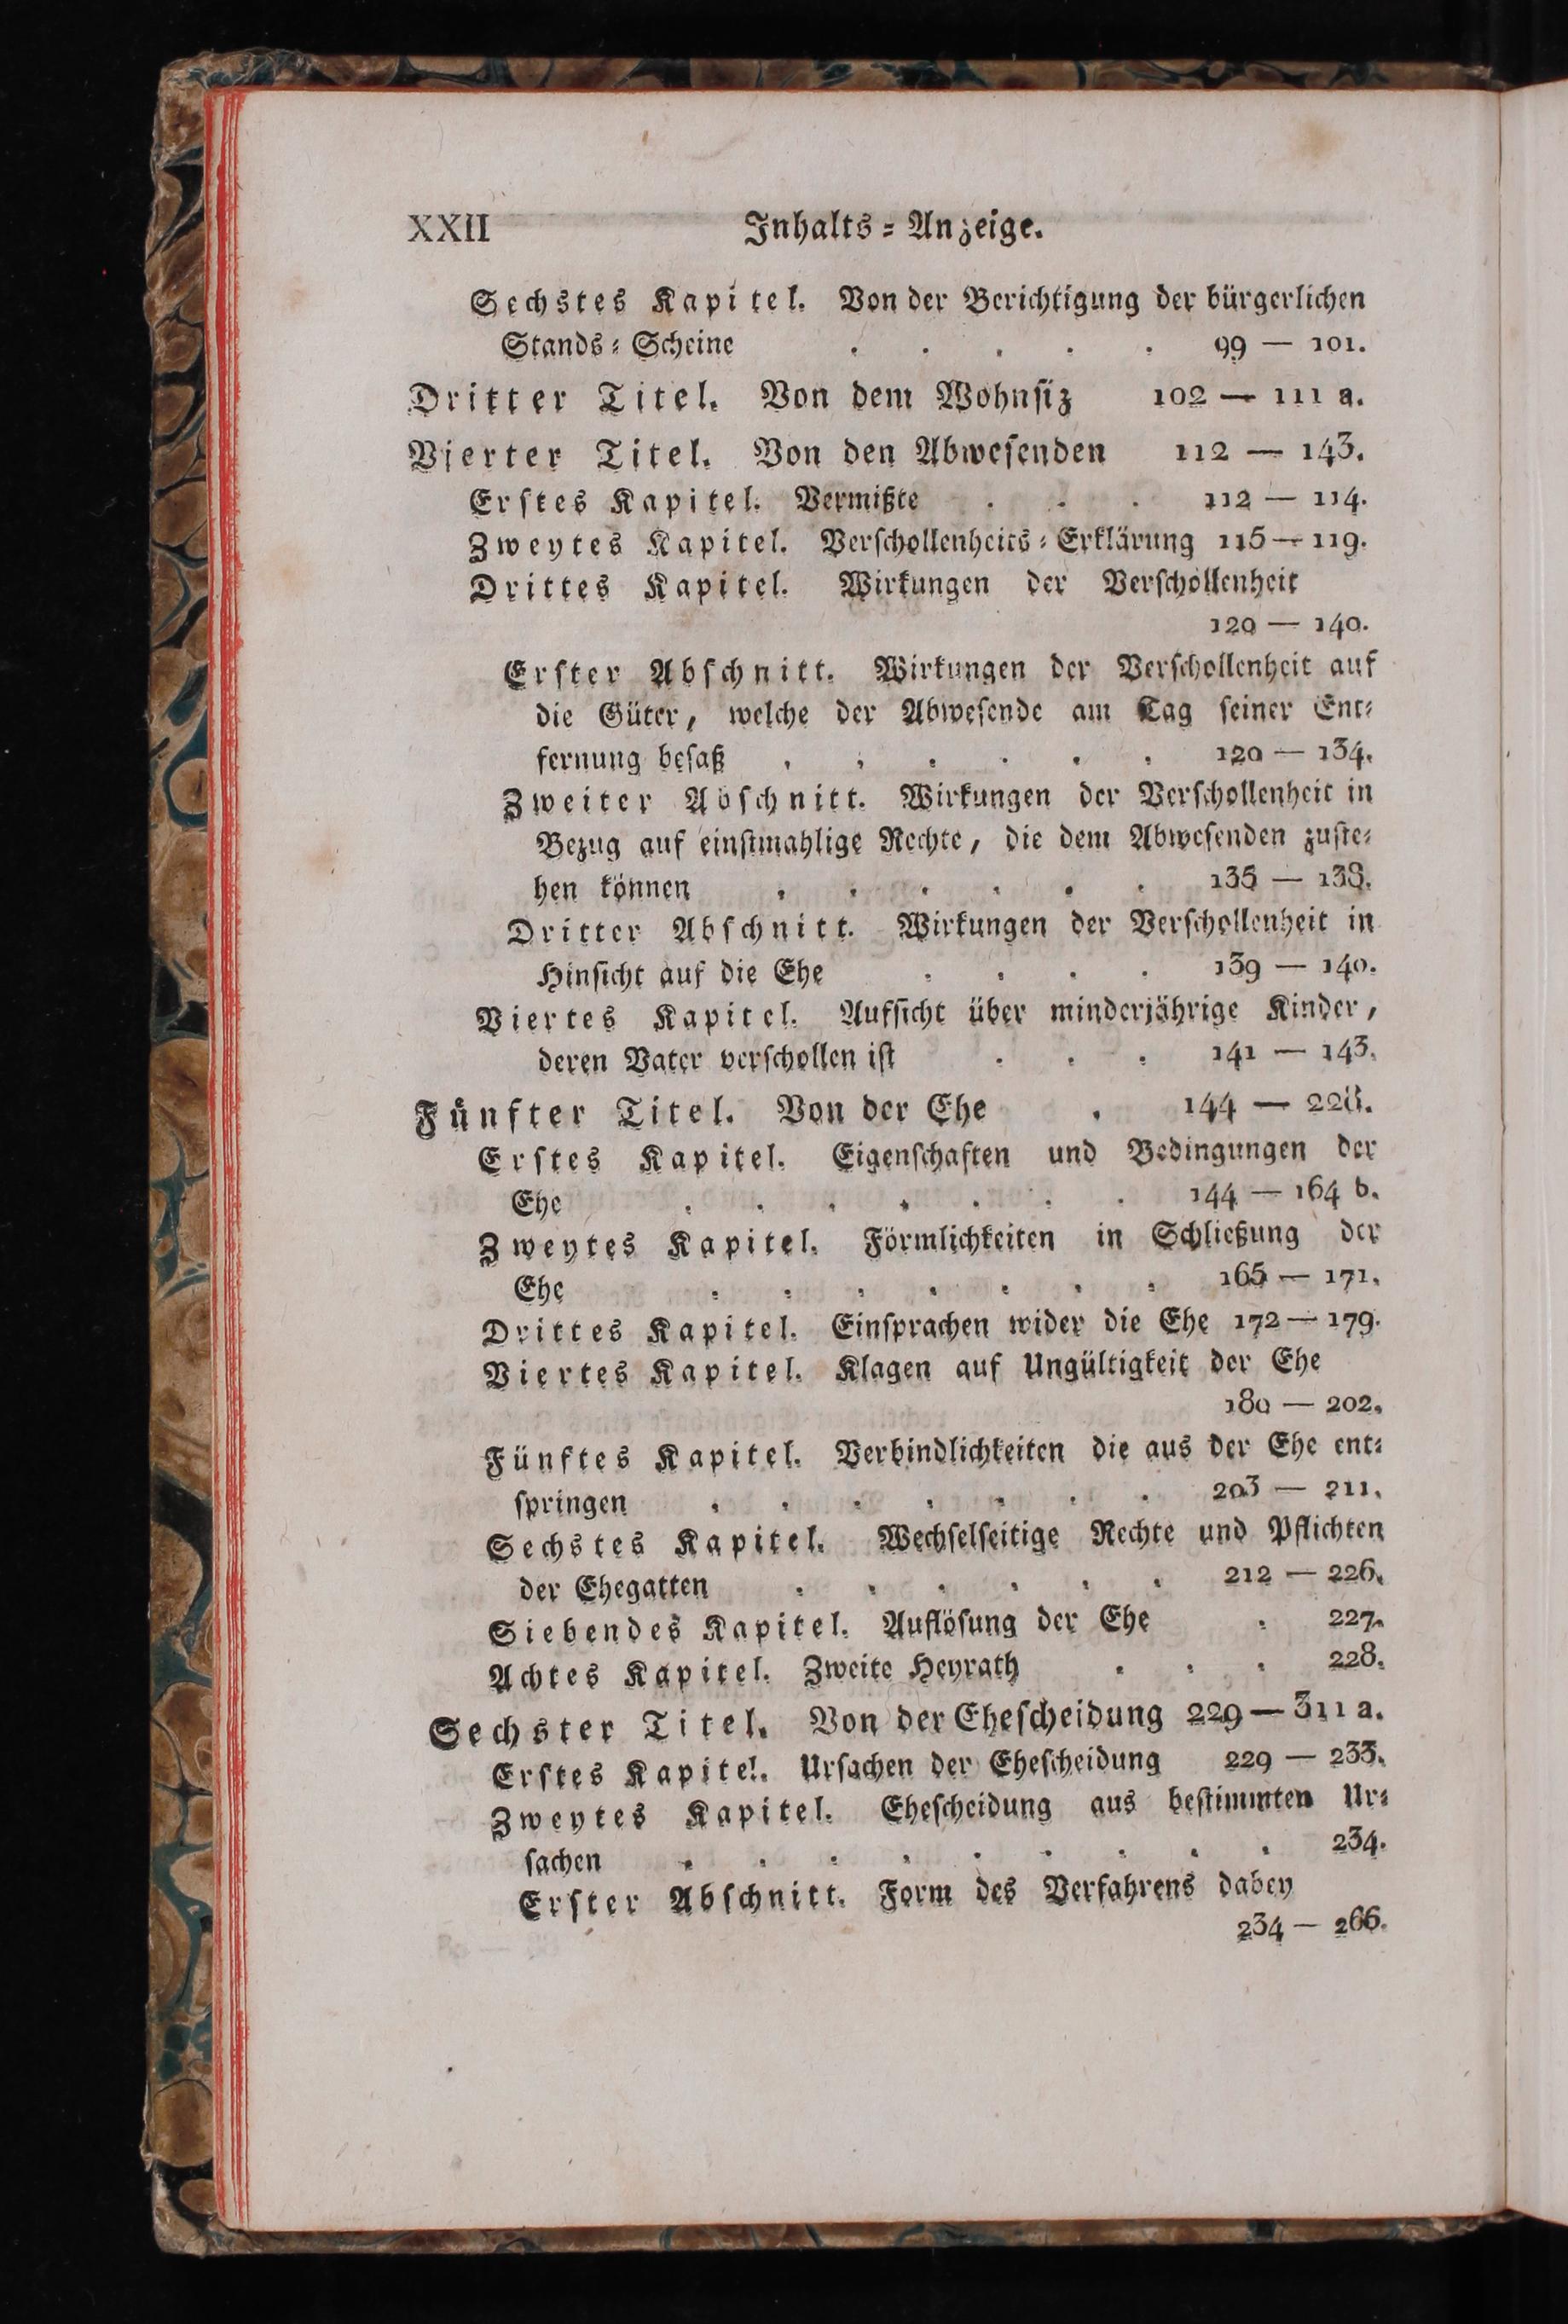 XXII Inhalts-Anzeige.
Sechstes Kapitel. Von der Berichtigung der bürgerlichen
Stands-Scheine . . . . . 99 — 101.
Dritter Titel. Von dem Wohnsiz 102 — 111 a.
Vierter Titel. Von den Abwesenden 112 — 143.
Erstes Kapitel. Vermißte . . . 112 — 114.
Zweytes Kapitel. Verschollenheits-Erklärung 115 — 119.
Drittes Kapitel. Wirkungen der Verschollenheit
120 — 140.
Erster Abschnitt. Wirkungen der Verschollenheit auf
die Güter, welche der Abwesende am Tag seiner Ent-
fernung besaß . . . . . . 120 — 134.
Zweiter Abschnitt. Wirkungen der Verschollenheit in
Bezug auf einstmahlige Rechte, die dem Abwesenden zuste-
hen können . . . . . . 135 — 138.
Dritter Abschnitt. Wirkungen der Verschollenheit in
Hinsicht auf die Ehe . . . . 139 — 140.
Viertes Kapitel. Aufsicht über minderjährige Kinder,
deren Vater verschollen ist . . . 141 — 143.
Fünfter Titel. Von der Ehe . 144 — 228.
Erstes Kapitel. Eigenschaften und Bedingungen der
Ehe . . . . . . . 144 — 164 b.
Zweytes Kapitel. Förmlichkeiten in Schließung der
Ehe . . . . . . . 165 — 171.
Drittes Kapitel. Einsprachen wider die Ehe 172 — 179.
Viertes Kapitel. Klagen auf Ungültigkeit der Ehe
180 — 202.
Fünftes Kapitel. Verbindlichkeiten die aus der Ehe ent-
springen . . . . . . . 203 — 211.
Sechstes Kapitel. Wechselseitige Rechte und Pflichten
der Ehegatten . . . . . . 212 — 226.
Siebendes Kapitel. Auflösung der Ehe . 227.
Achtes Kapitel. Zweite Heyrath . . . 228.
Sechster Titel. Von der Ehescheidung 229 — 311 a.
Erstes Kapitel. Ursachen der Ehescheidung 229 — 233.
Zweytes Kapitel. Ehescheidung aus bestimmten Ur-
sachen . . . . . . . . . 234.
Erster Abschnitt. Form des Verfahrens dabey
234 — 266.